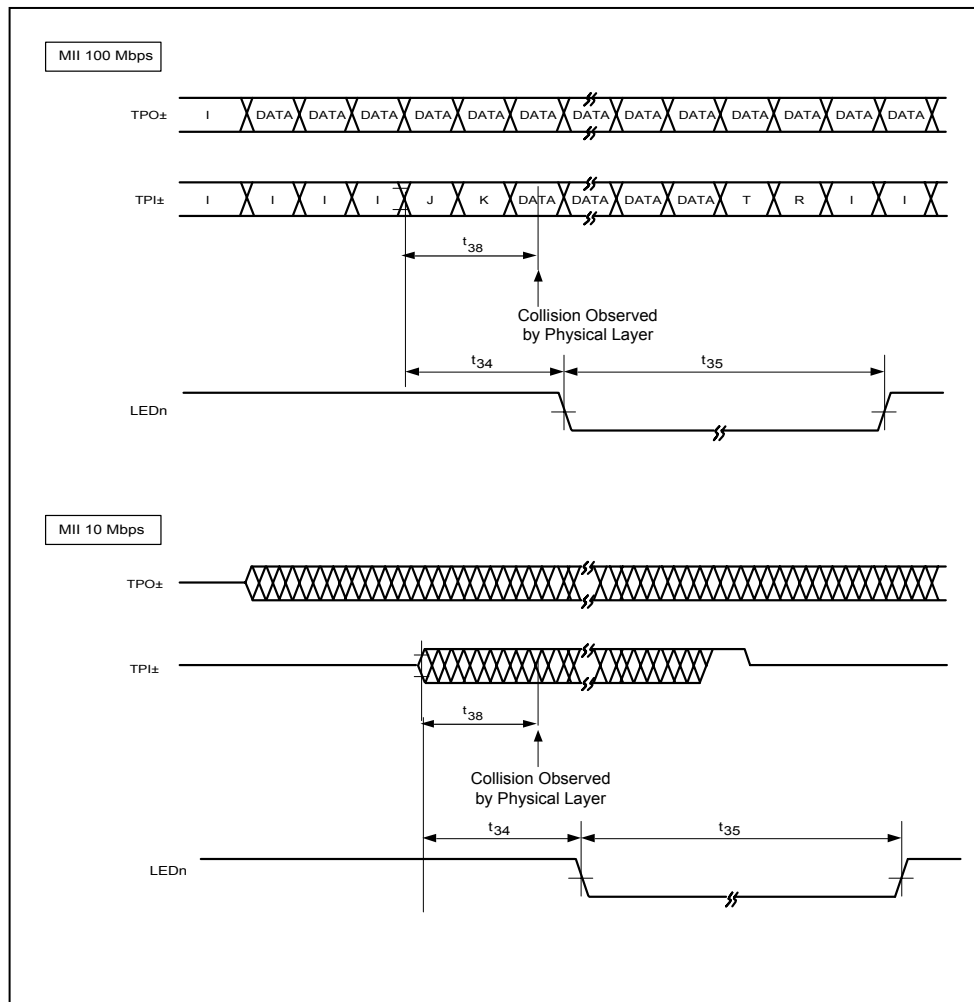 MII 100 Mbps
TPO± I DATA DATA DATA DATA DATA DATA DATA DATA DATA DATA DATA DATA DATA
TPI± I I I I J K DATA DATA DATA DATA T R I I
t38
Collision Observed
by Physical Layer
t34 t35
LEDn
MII 10 Mbps
TPO±
TPI±
t38
Collision Observed
by Physical Layer
t34 t35
LEDn